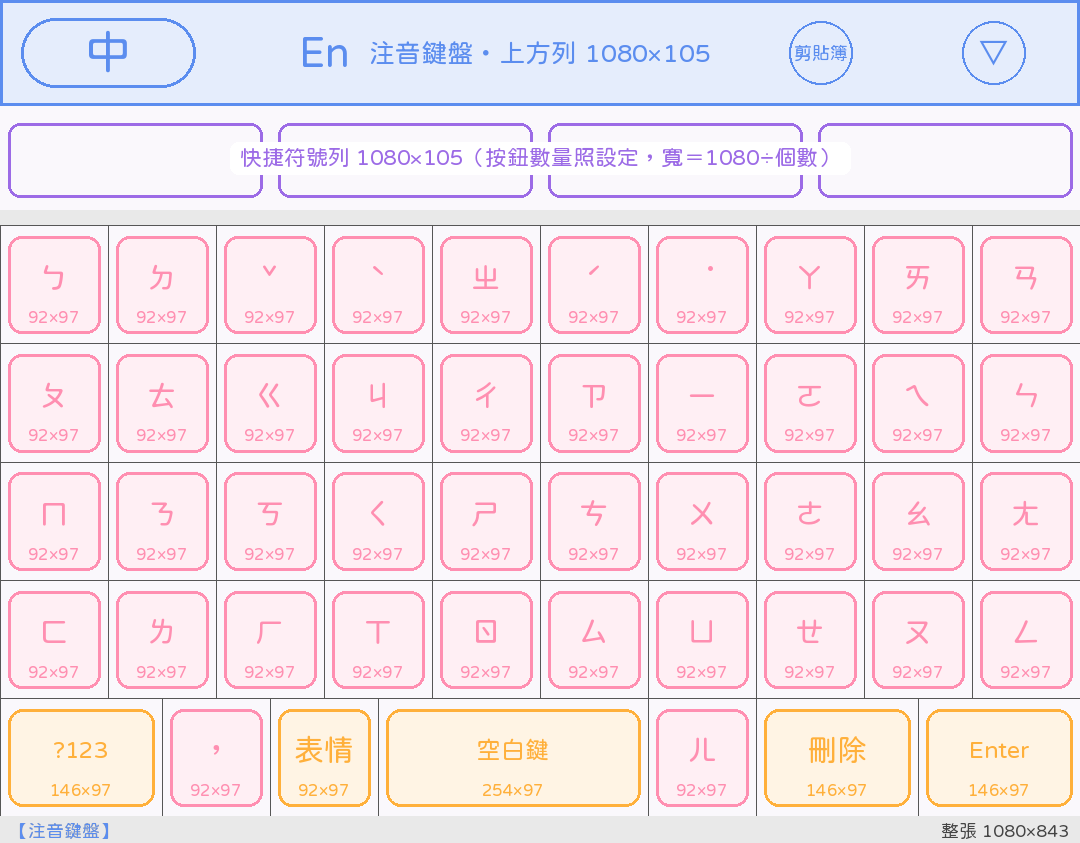 中 En 注音鍵盤・上方列 1080×105 剪貼簿 ▽
快捷符號列 1080×105（按鈕數量照設定，寬＝1080÷個數）
ㄅ ㄉ ˇ ˋ ㄓ ˊ ˙ ㄚ ㄞ ㄢ
92×97 92×97 92×97 92×97 92×97 92×97 92×97 92×97 92×97 92×97
ㄆ ㄊ ㄍ ㄐ ㄔ ㄗ ㄧ ㄛ ㄟ ㄣ
92×97 92×97 92×97 92×97 92×97 92×97 92×97 92×97 92×97 92×97
ㄇ ㄋ ㄎ ㄑ ㄕ ㄘ ㄨ ㄜ ㄠ ㄤ
92×97 92×97 92×97 92×97 92×97 92×97 92×97 92×97 92×97 92×97
ㄈ ㄌ ㄏ ㄒ ㄖ ㄙ ㄩ ㄝ ㄡ ㄥ
92×97 92×97 92×97 92×97 92×97 92×97 92×97 92×97 92×97 92×97
?123 ， 表情 空白鍵 ㄦ 刪除 Enter
146×97 92×97 92×97 254×97 92×97 146×97 146×97
【注音鍵盤】 整張 1080×843